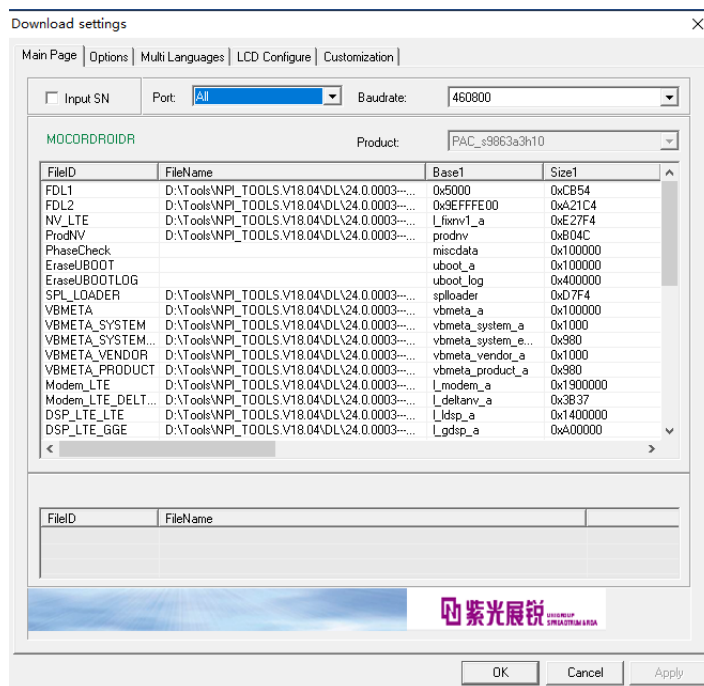 Download settings
Main Page Options Multi Languages LCD Configure Customization
Input SN Port: All Baudrate: 460800
MOCORDROIDR Product: PAC_s9863a3h10
FileID FileName Base1 Size1
FDL1 D:\Tools\NPI_TOOLS.V18.04\DL\24.0.0003---... 0x5000 0xCB54
FDL2 D:\Tools\NPI_TOOLS.V18.04\DL\24.0.0003---... 0x9EFFFE00 0xA21C4
NV_LTE D:\Tools\NPI_TOOLS.V18.04\DL\24.0.0003---... l_fixnv1_a 0xE27F4
ProdNV D:\Tools\NPI_TOOLS.V18.04\DL\24.0.0003---... prodnv 0xB04C
PhaseCheck miscdata 0x100000
EraseUBOOT uboot_a 0x100000
EraseUBOOTLOG uboot_log 0x400000
SPL_LOADER D:\Tools\NPI_TOOLS.V18.04\DL\24.0.0003---... splloader 0xD7F4
VBMETA D:\Tools\NPI_TOOLS.V18.04\DL\24.0.0003---... vbmeta_a 0x100000
VBMETA_SYSTEM D:\Tools\NPI_TOOLS.V18.04\DL\24.0.0003---... vbmeta_system_a 0x1000
VBMETA_SYSTEM... D:\Tools\NPI_TOOLS.V18.04\DL\24.0.0003---... vbmeta_system_e... 0x980
VBMETA_VENDOR D:\Tools\NPI_TOOLS.V18.04\DL\24.0.0003---... vbmeta_vendor_a 0x1000
VBMETA_PRODUCT D:\Tools\NPI_TOOLS.V18.04\DL\24.0.0003---... vbmeta_product_a 0x980
Modem_LTE D:\Tools\NPI_TOOLS.V18.04\DL\24.0.0003---... l_modem_a 0x1900000
Modem_LTE_DELT... D:\Tools\NPI_TOOLS.V18.04\DL\24.0.0003---... l_deltanv_a 0x3B37
DSP_LTE_LTE D:\Tools\NPI_TOOLS.V18.04\DL\24.0.0003---... l_ldsp_a 0x1400000
DSP_LTE_GGE D:\Tools\NPI_TOOLS.V18.04\DL\24.0.0003---... l_gdsp_a 0xA00000
FileID FileName
紫光展锐
OK Cancel Apply